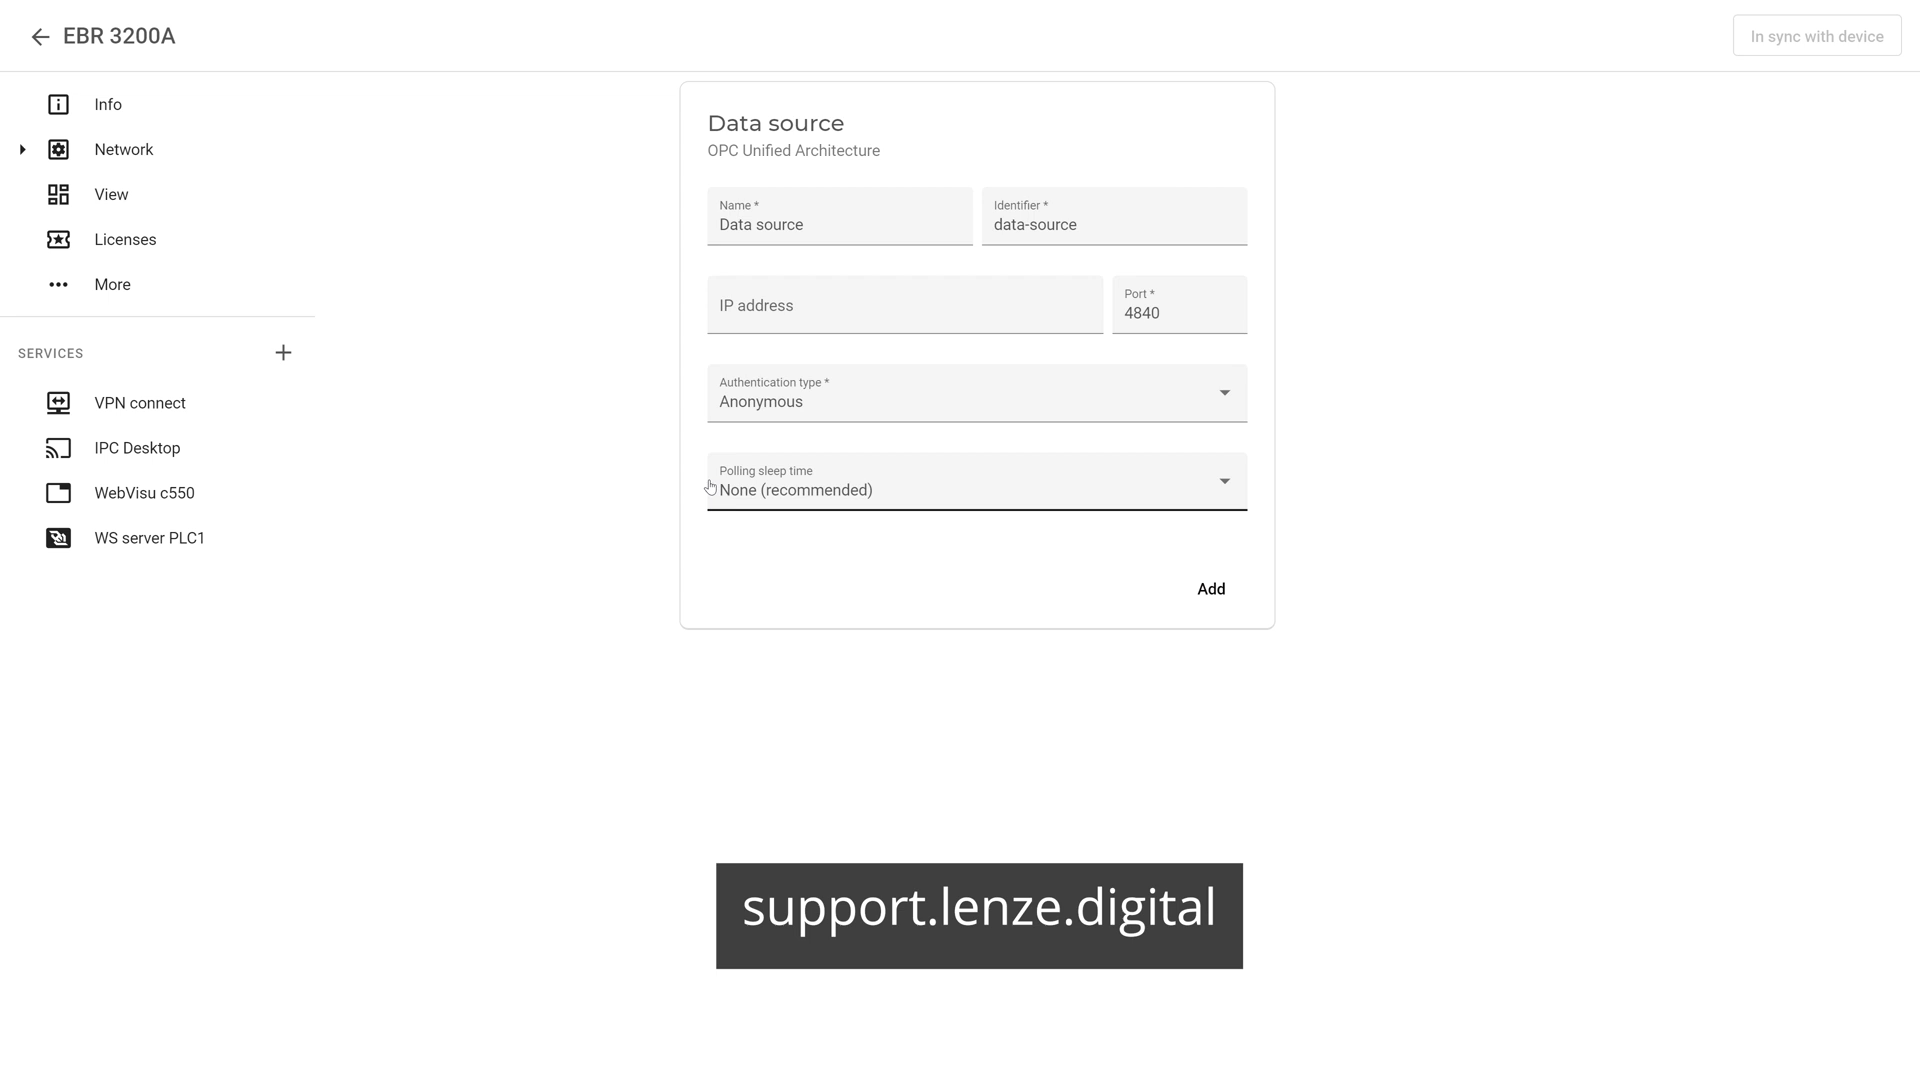 EBR 3200A
In sync with device
Info
Network
View
Licenses
More
SERVICES
VPN connect
IPC Desktop
WebVisu c550
WS server PLC1
Data source
OPC Unified Architecture
Name *
Data source
Identifier *
data-source
IP address
Port *
4840
Authentication type *
Anonymous
Polling sleep time
None (recommended)
Add
support.lenze.digital